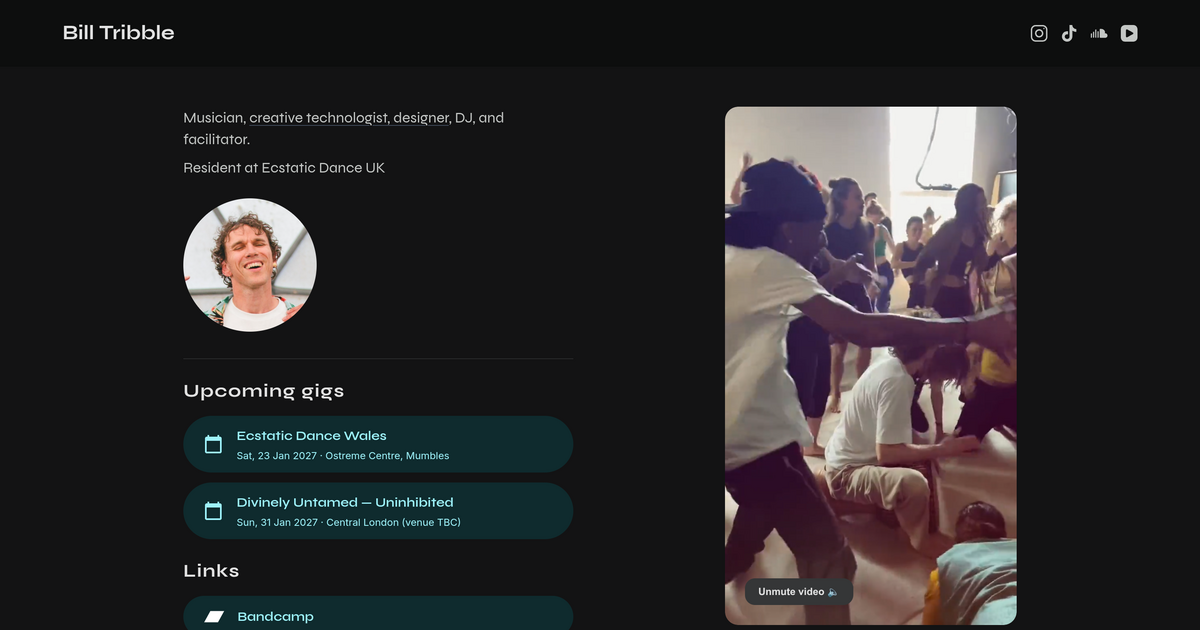 Bill Tribble
Musician, creative technologist, designer, DJ, and
facilitator.
Resident at Ecstatic Dance UK
Upcoming gigs
Ecstatic Dance Wales
Sat, 23 Jan 2027 · Ostreme Centre, Mumbles
Divinely Untamed — Uninhibited
Sun, 31 Jan 2027 · Central London (venue TBC)
Links
Bandcamp
Unmute video 🔈